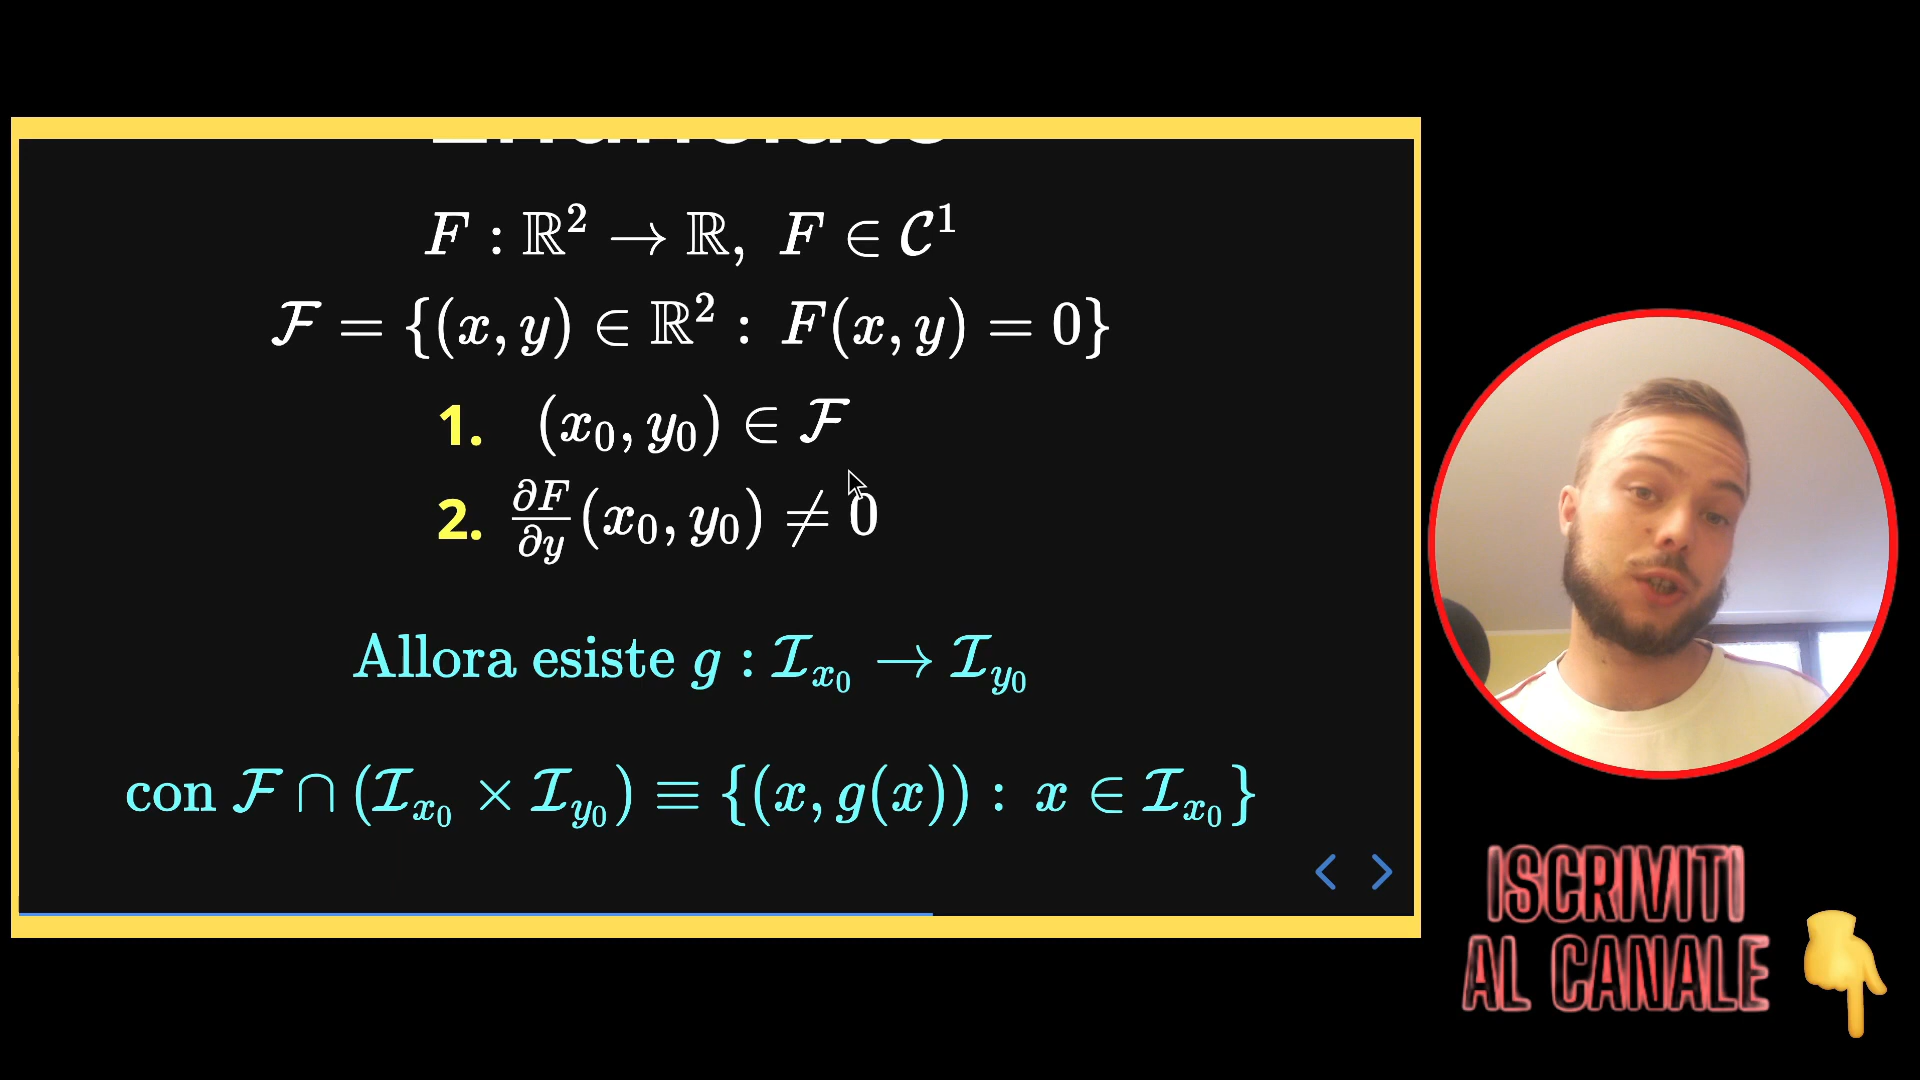 F : ℝ² → ℝ, F ∈ 𝒞¹
ℱ = {(x, y) ∈ ℝ² : F(x, y) = 0}
1. (x₀, y₀) ∈ ℱ
2. ∂F/∂y (x₀, y₀) ≠ 0
Allora esiste g : ℐ_{x₀} → ℐ_{y₀}
con ℱ ∩ (ℐ_{x₀} × ℐ_{y₀}) ≡ {(x, g(x)) : x ∈ ℐ_{x₀}}
ISCRIVITI
AL CANALE